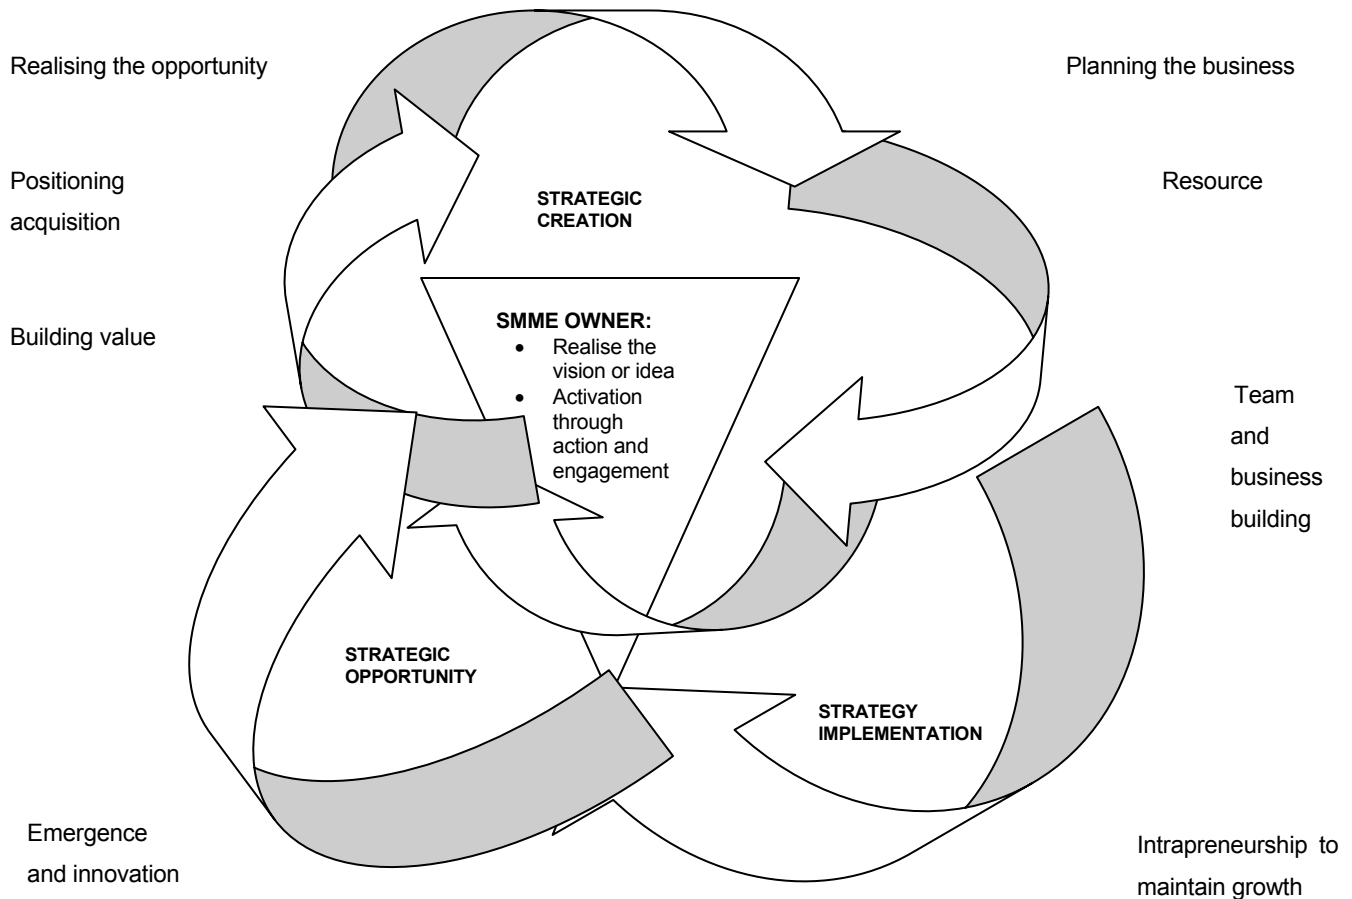 Realising the opportunity
Planning the business
Positioning
acquisition
Resource
STRATEGIC
CREATION
Building value
SMME OWNER:
• Realise the
vision or idea
• Activation
through
action and
engagement
Team
and
business
building
STRATEGIC
OPPORTUNITY
STRATEGY
IMPLEMENTATION
Emergence
and innovation
Intrapreneurship to
maintain growth